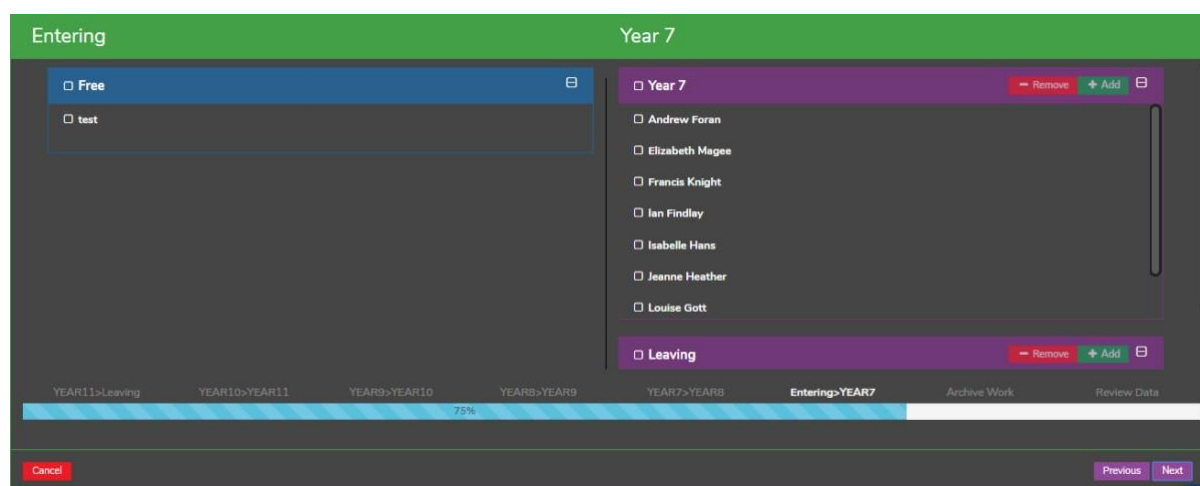 Entering
Year 7
Free
test
Year 7
Remove
Add
Andrew Foran
Elizabeth Magee
Francis Knight
Ian Findlay
Isabelle Hans
Jeanne Heather
Louise Gott
Leaving
Remove
Add
YEAR11>Leaving YEAR10>YEAR11 YEAR9>YEAR10 YEAR8>YEAR9 YEAR7>YEAR8 Entering>YEAR7 Archive Work Review Data
75%
Cancel
Previous
Next